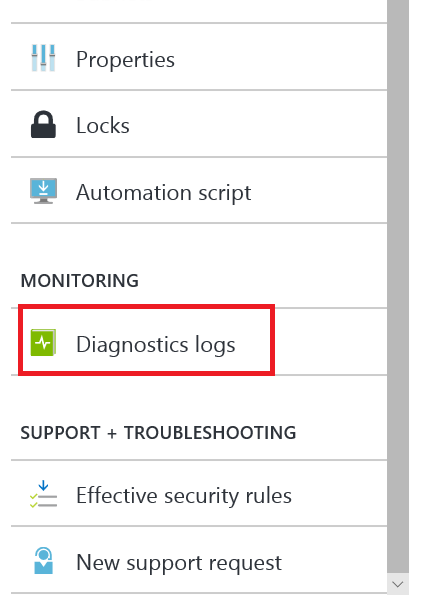 Properties
Locks
Automation script
MONITORING
Diagnostics logs
SUPPORT + TROUBLESHOOTING
Effective security rules
New support request